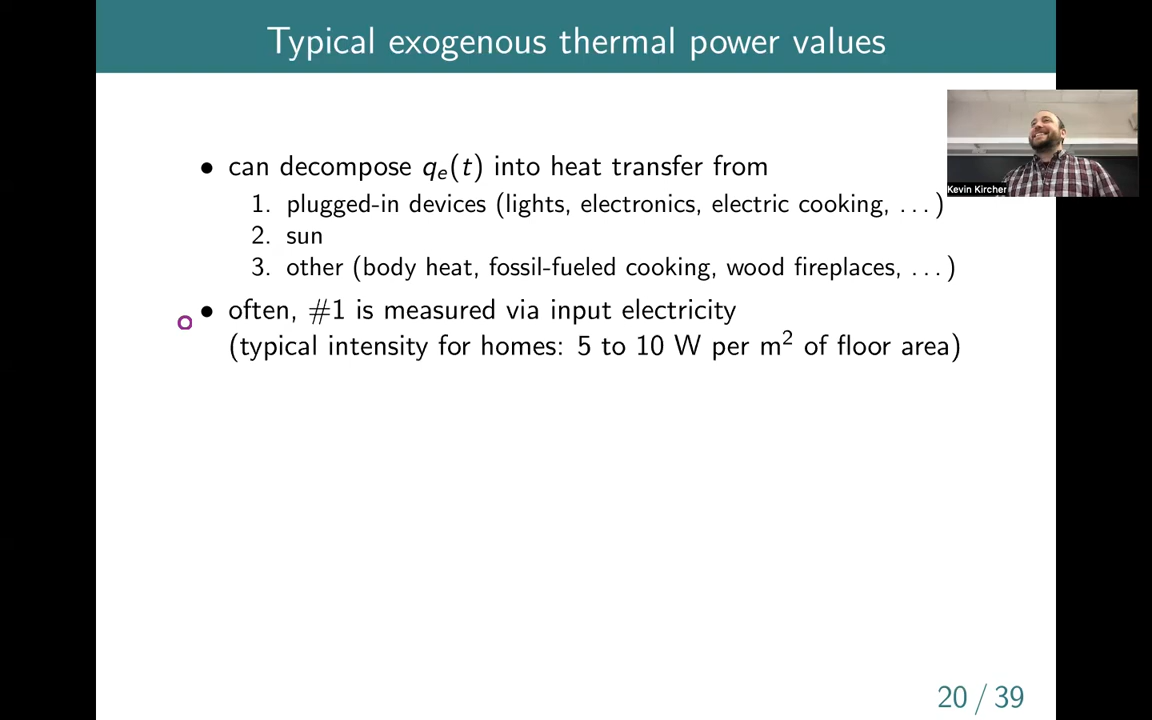 Typical exogenous thermal power values
• can decompose qₑ(t) into heat transfer from
1. plugged-in devices (lights, electronics, electric cooking, . . . )
2. sun
3. other (body heat, fossil-fueled cooking, wood fireplaces, . . . )
• often, #1 is measured via input electricity
(typical intensity for homes: 5 to 10 W per m² of floor area)
Kevin Kircher
20 / 39